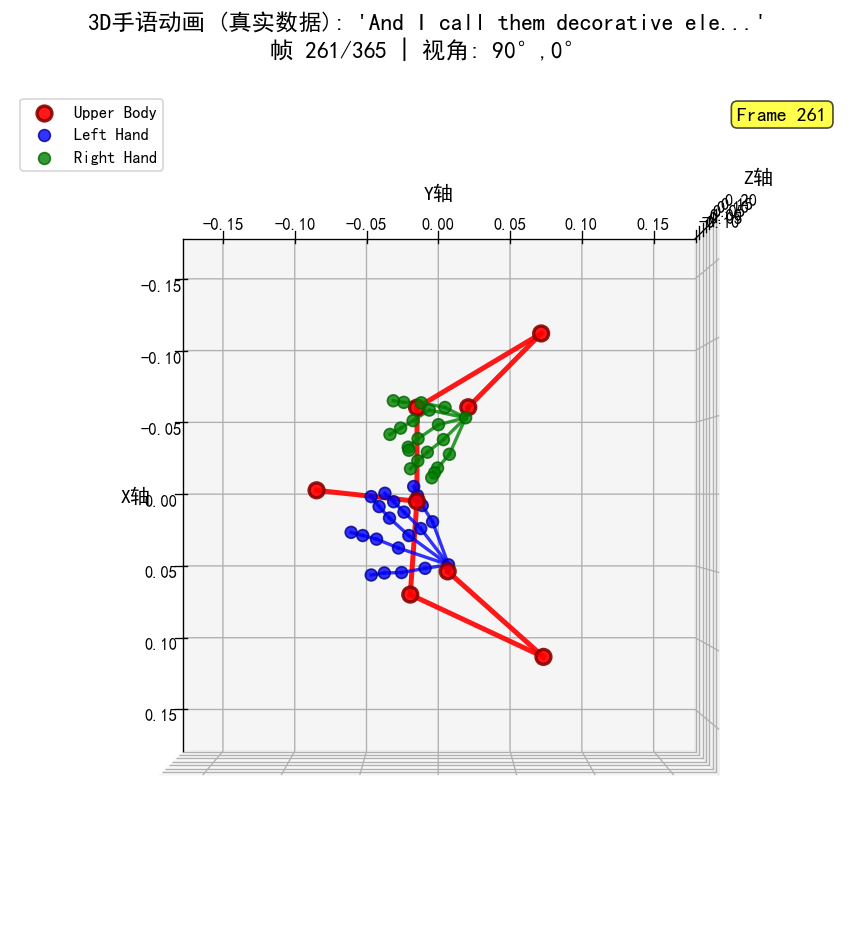 3D手语动画 (真实数据): 'And I call them decorative ele...'
帧 261/365 | 视角: 90°,0°
Upper Body
Left Hand
Right Hand
Frame 261
Z轴
Y轴
-0.15 -0.10 -0.05 0.00 0.05 0.10 0.15
-0.15
-0.10
-0.05
X轴
0.00
0.05
0.10
0.15